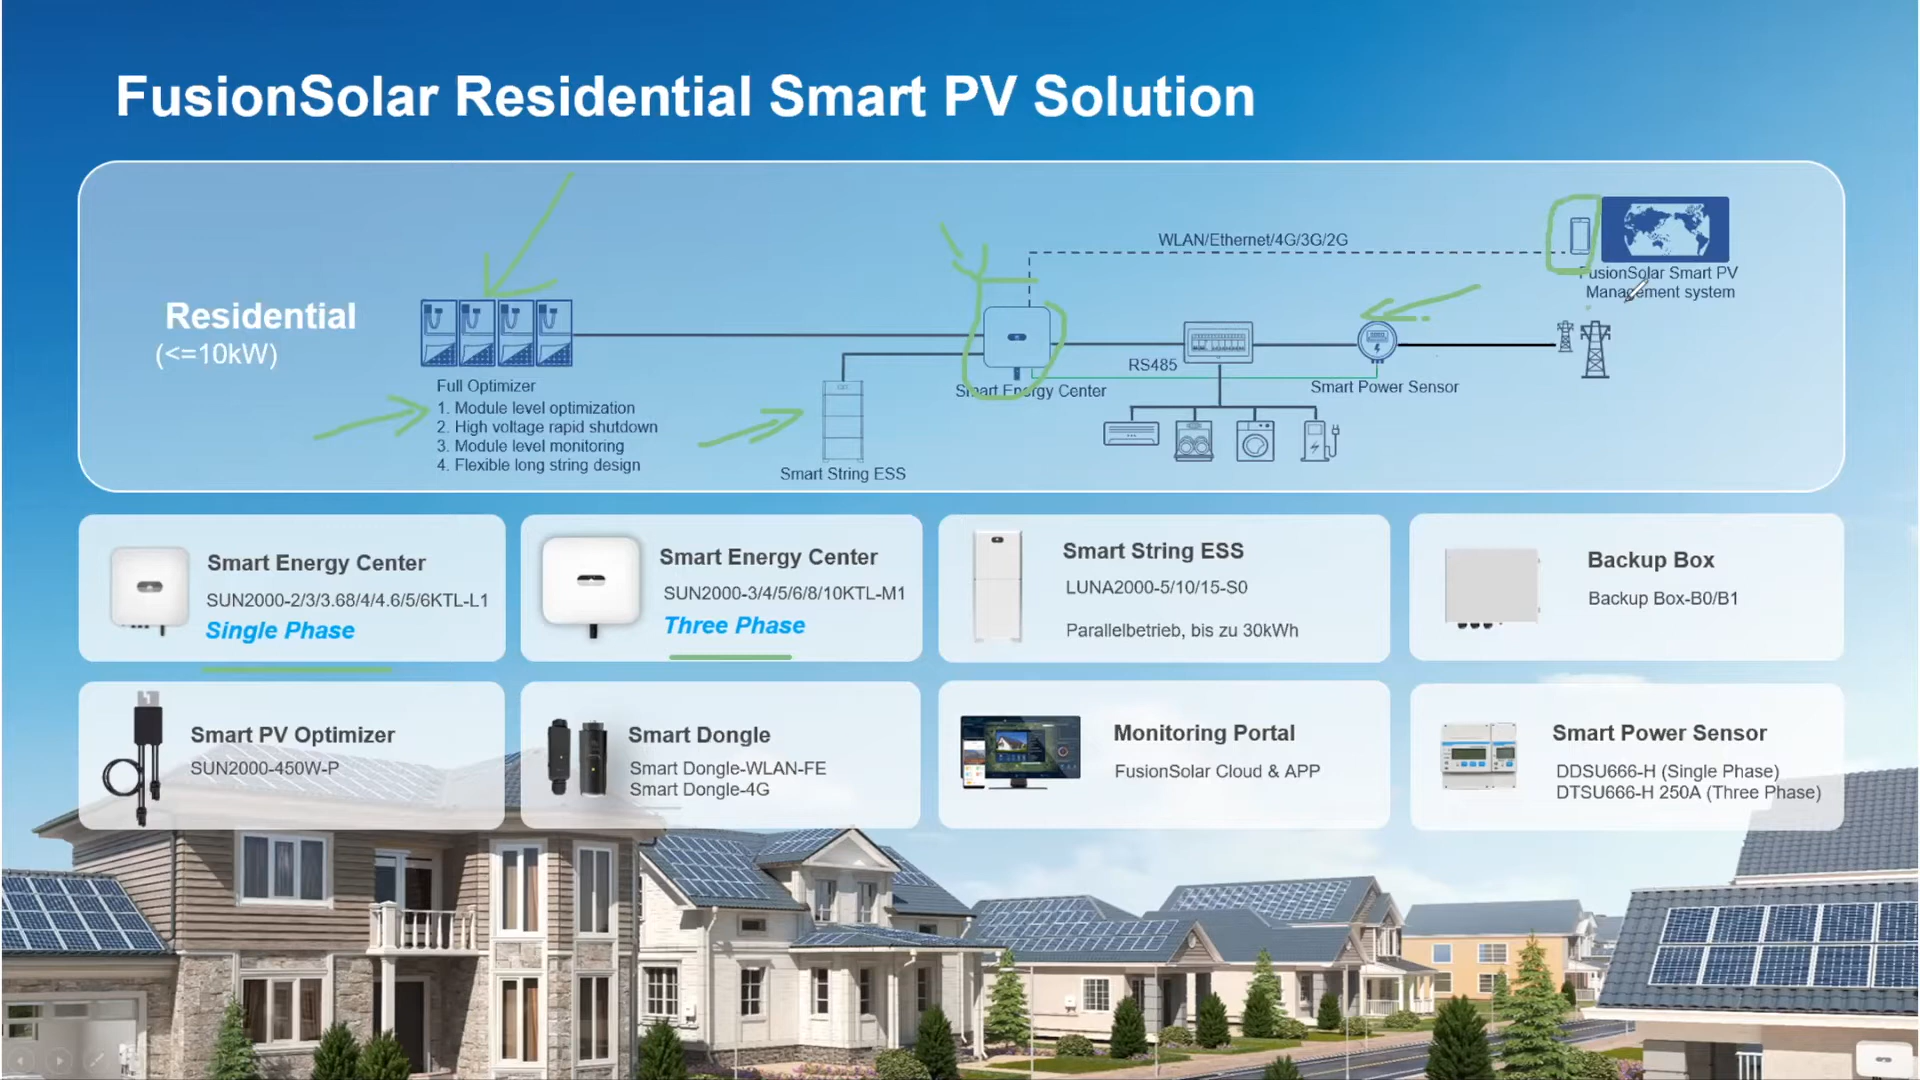 FusionSolar Residential Smart PV Solution
WLAN/Ethernet/4G/3G/2G
FusionSolar Smart PV
Management system
Residential
(<=10kW)
RS485
Full Optimizer
1. Module level optimization
2. High voltage rapid shutdown
3. Module level monitoring
4. Flexible long string design
Smart Energy Center
Smart Power Sensor
Smart String ESS
Smart Energy Center
SUN2000-2/3/3.68/4/4.6/5/6KTL-L1
Single Phase
Smart Energy Center
SUN2000-3/4/5/6/8/10KTL-M1
Three Phase
Smart String ESS
LUNA2000-5/10/15-S0
Parallelbetrieb, bis zu 30kWh
Backup Box
Backup Box-B0/B1
Smart PV Optimizer
SUN2000-450W-P
Smart Dongle
Smart Dongle-WLAN-FE
Smart Dongle-4G
Monitoring Portal
FusionSolar Cloud & APP
Smart Power Sensor
DDSU666-H (Single Phase)
DTSU666-H 250A (Three Phase)